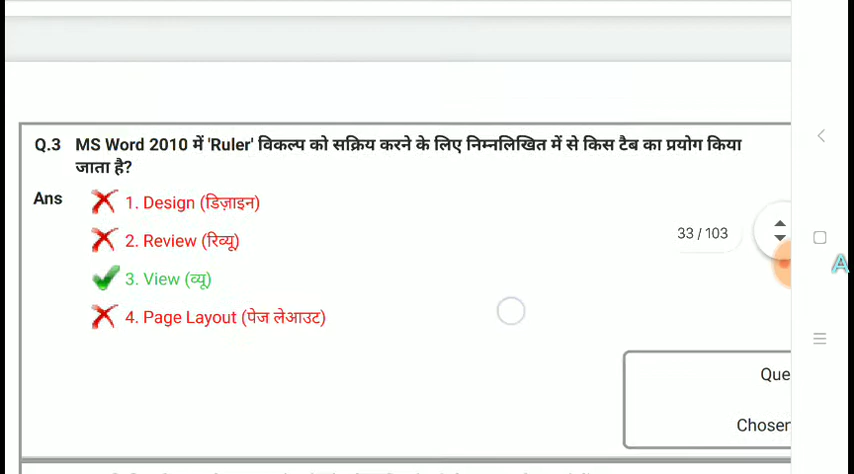 Q.3 MS Word 2010 में 'Ruler' विकल्प को सक्रिय करने के लिए निम्नलिखित में से किस टैब का प्रयोग किया
जाता है?
Ans
1. Design (डिज़ाइन)
2. Review (रिव्यू)
33 / 103
3. View (व्यू)
4. Page Layout (पेज लेआउट)
Que
Chosen
A